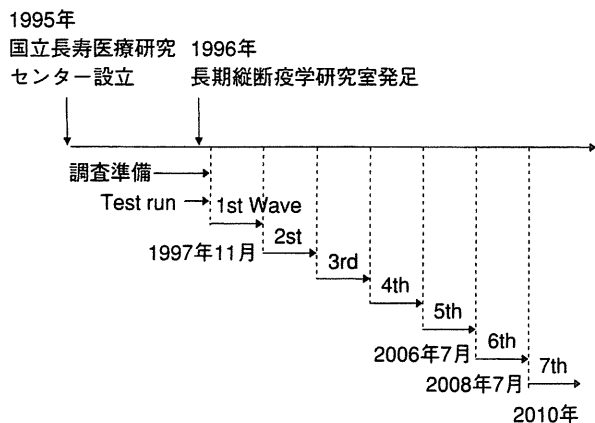 1995年
国立長寿医療研究
センター設立
1996年
長期縦断疫学研究室発足
調査準備
Test run
1st Wave
1997年11月
2st
3rd
4th
5th
2006年7月
6th
2008年7月
7th
2010年